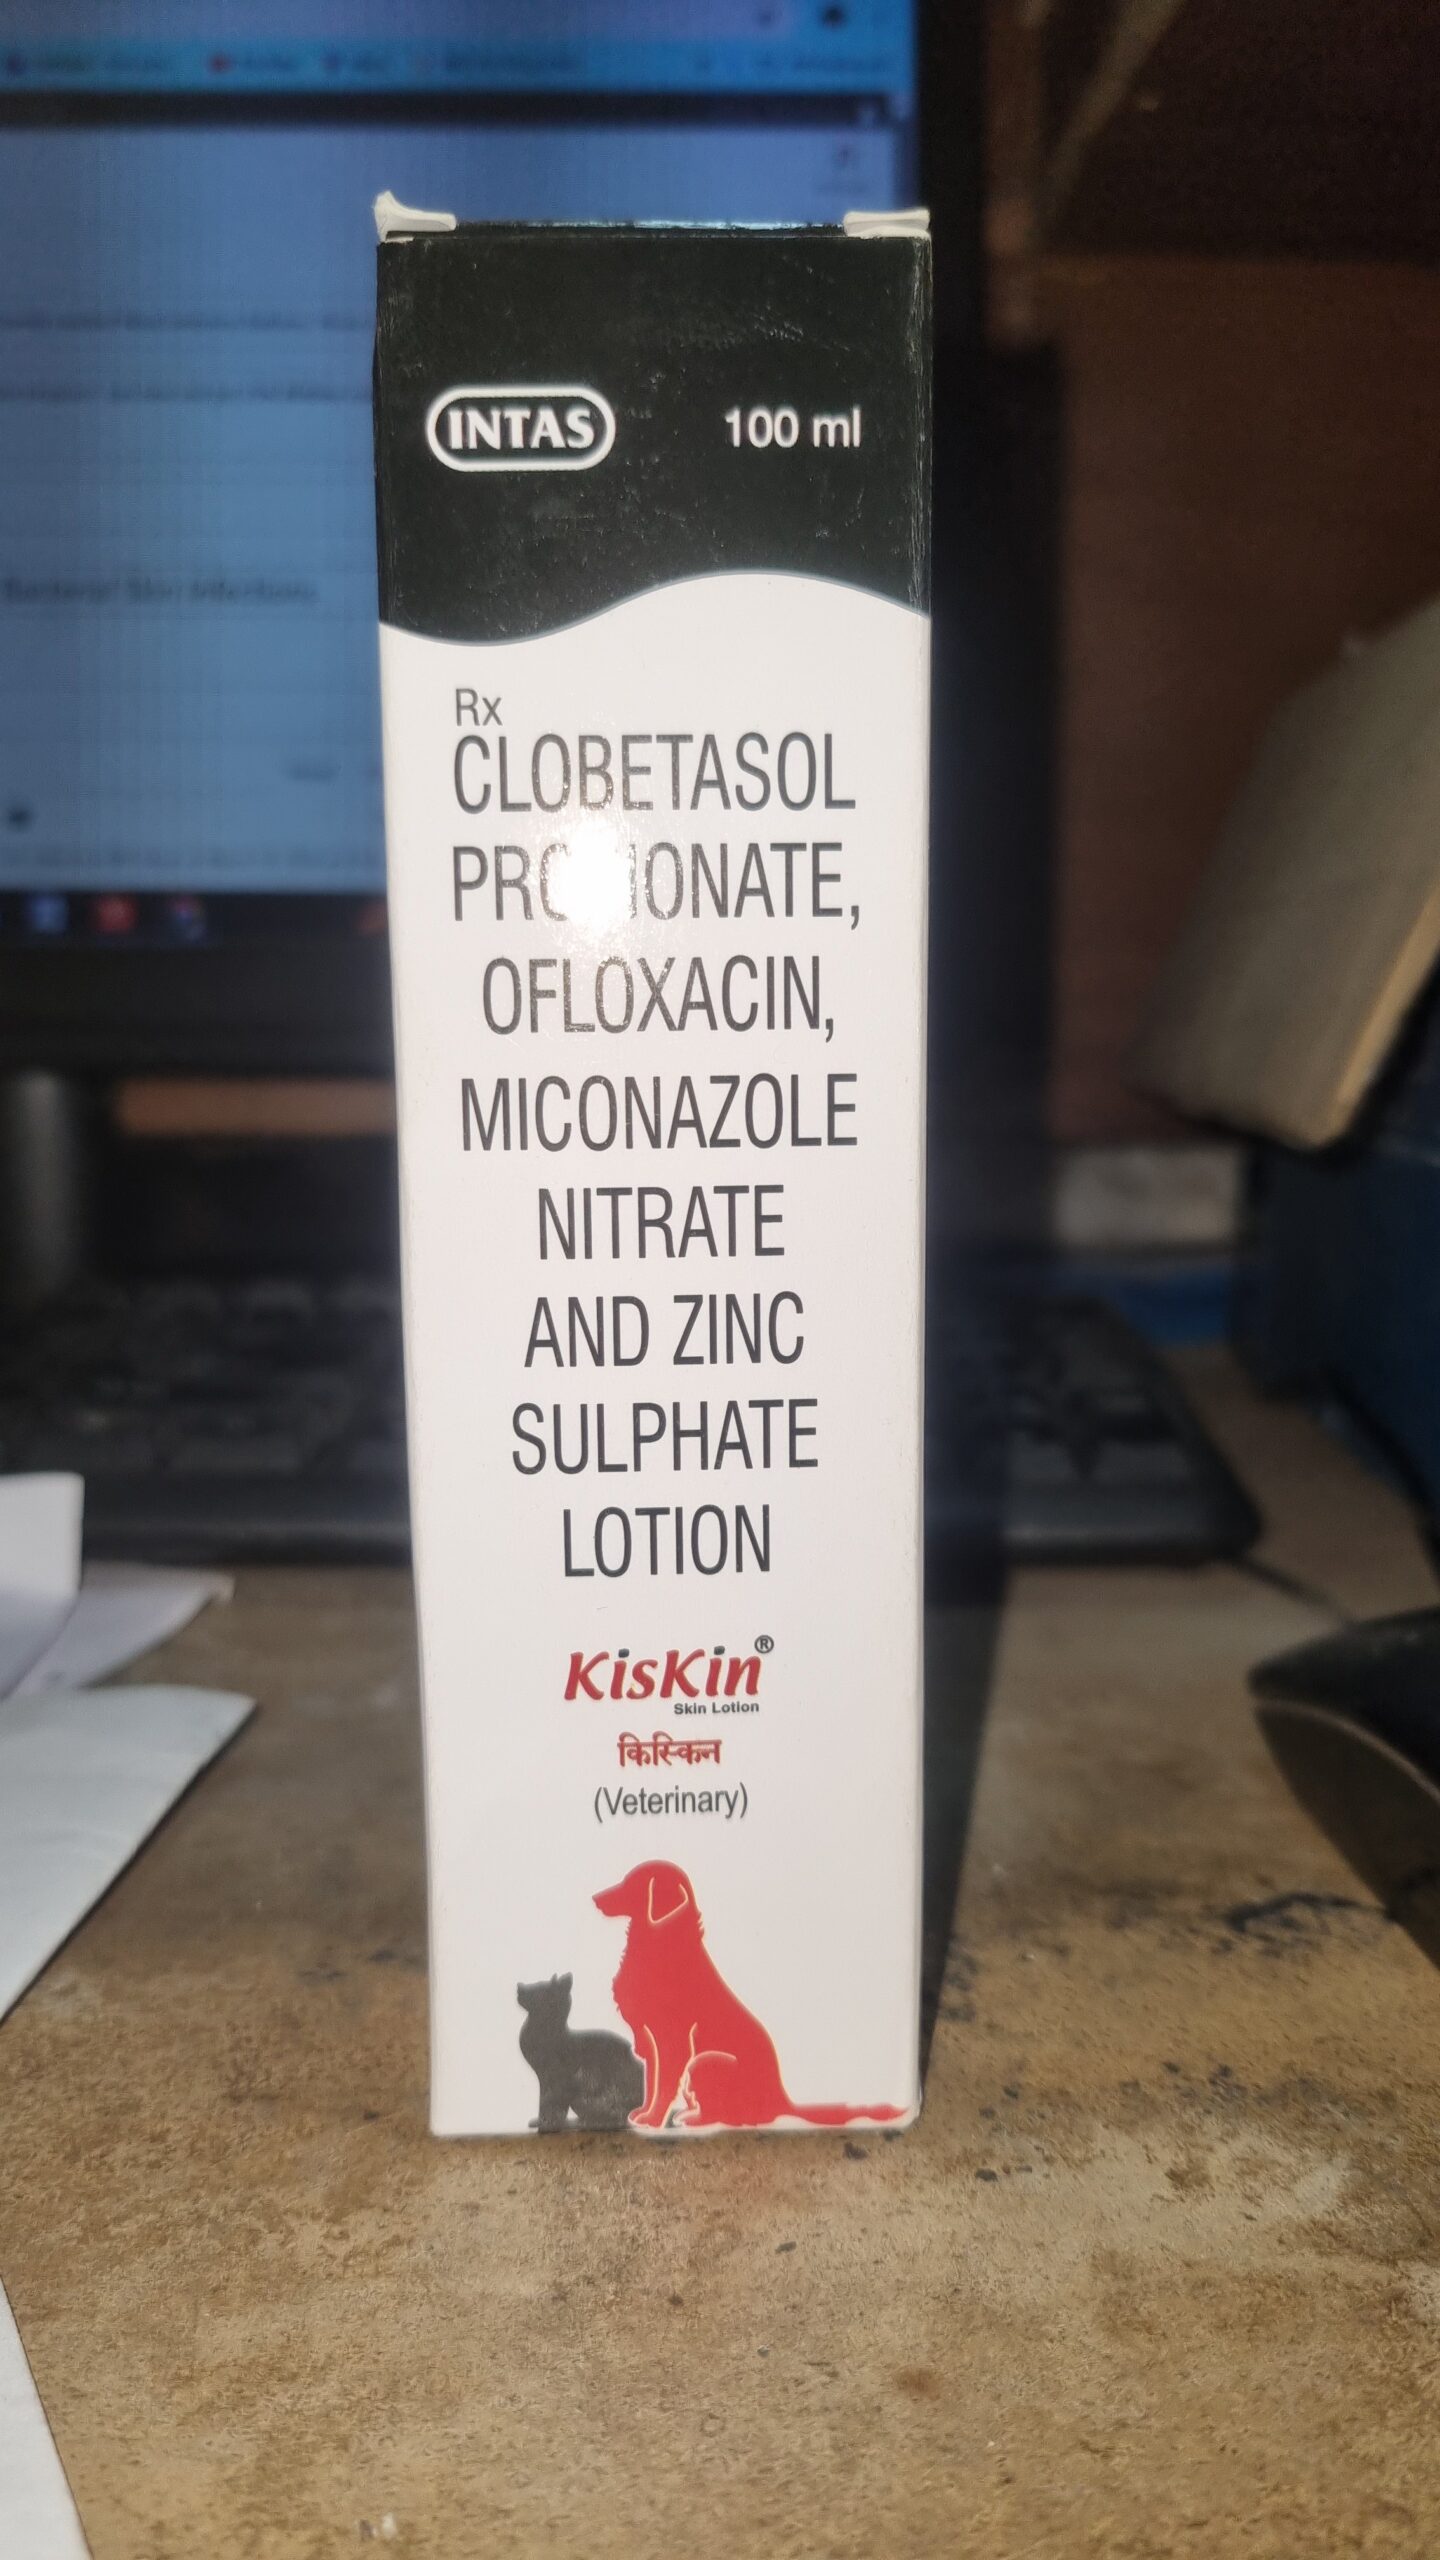 INTAS
100 ml
Rx
CLOBETASOL
PROPIONATE,
OFLOXACIN,
MICONAZOLE
NITRATE
AND ZINC
SULPHATE
LOTION
KisKin®
Skin Lotion
किस्किन
(Veterinary)